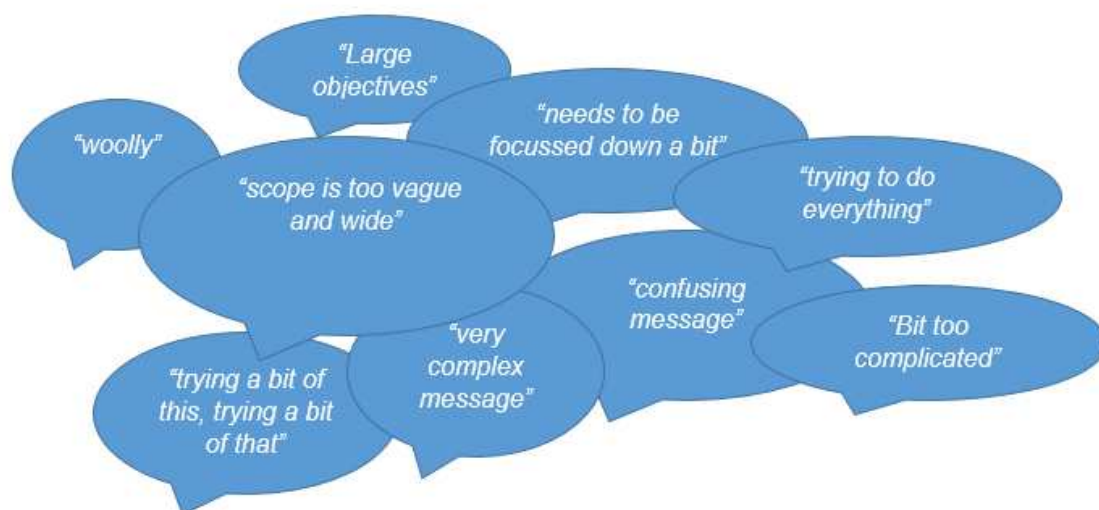 “Large
objectives”
“woolly”
“needs to be
focussed down a bit”
“scope is too vague
and wide”
“trying to do
everything”
“confusing
message”
“very
complex
message”
“Bit too
complicated”
“trying a bit of
this, trying a bit
of that”